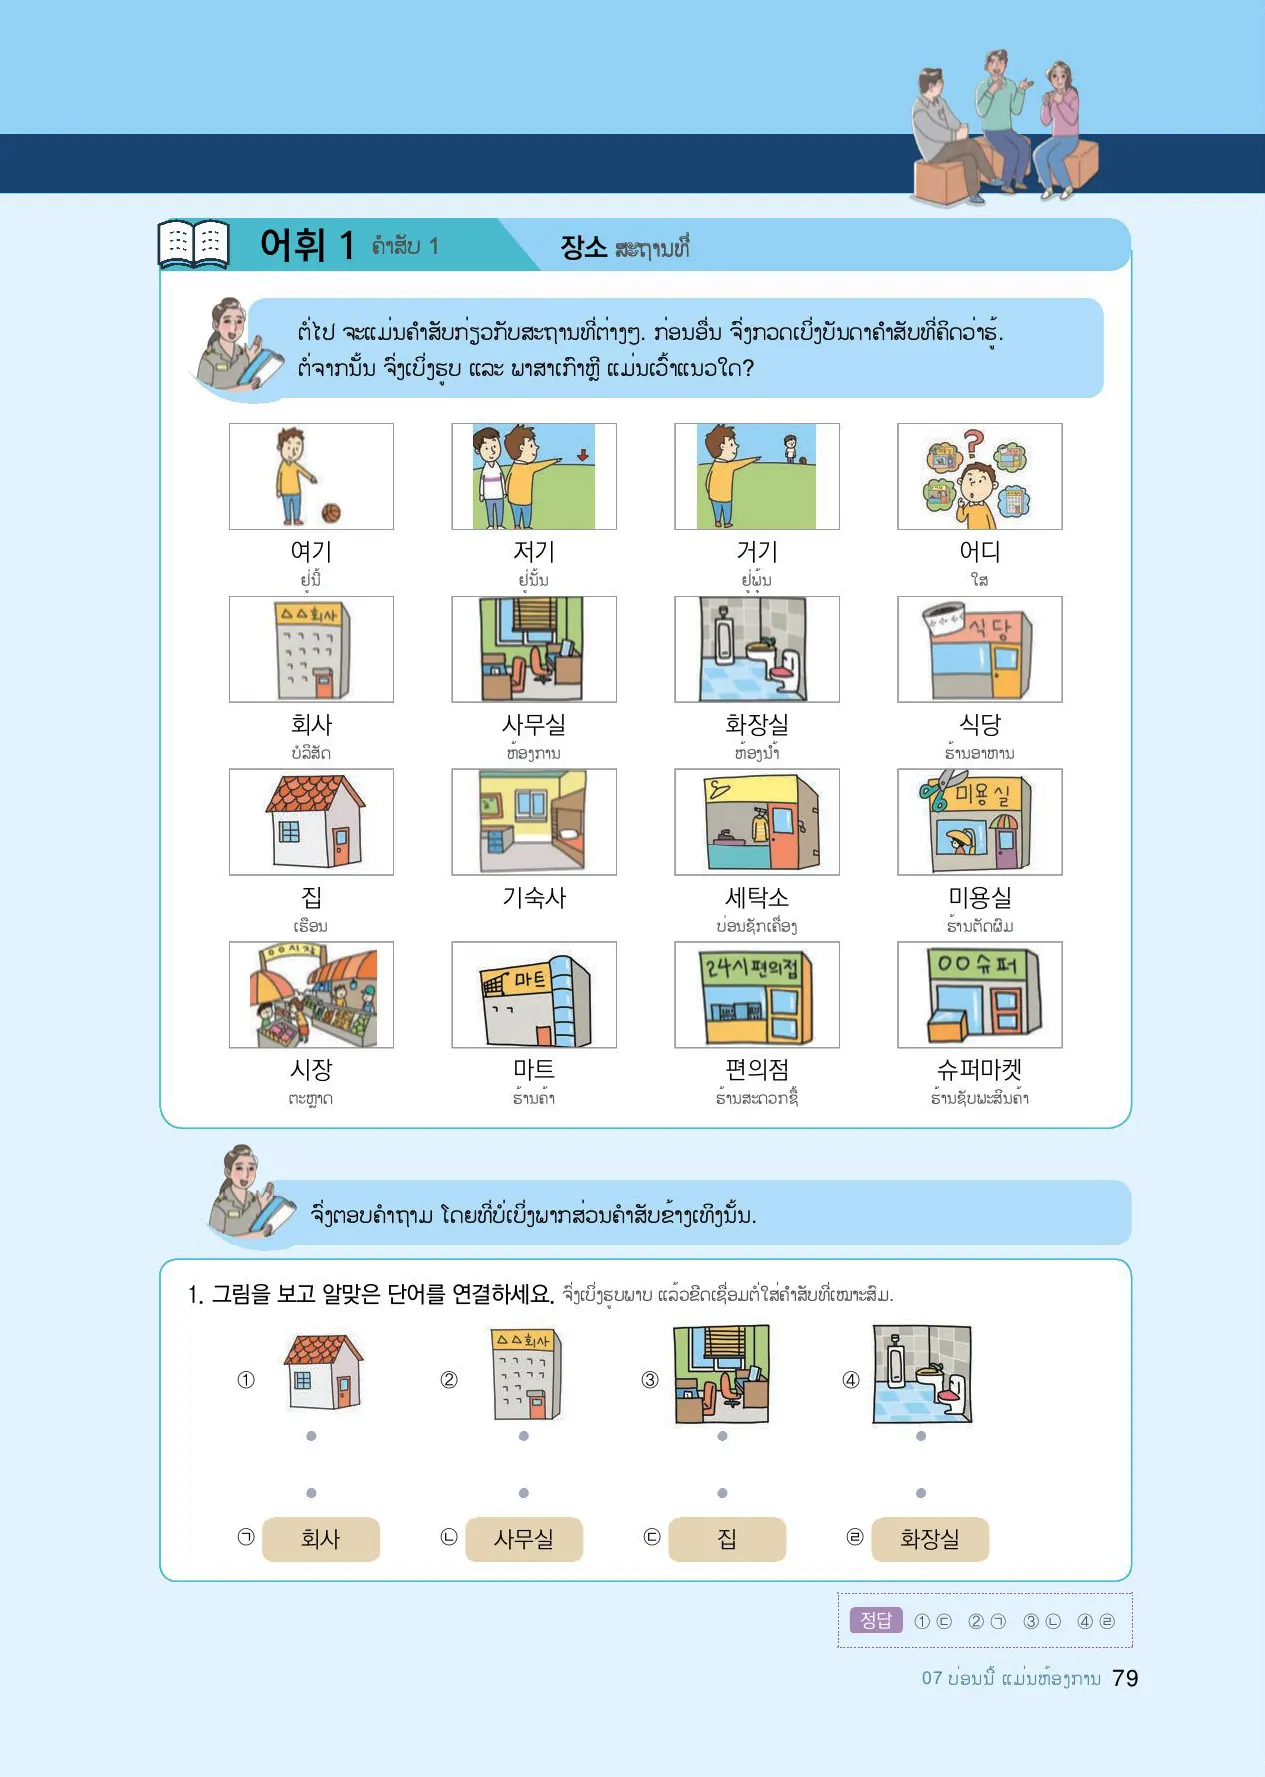 어휘 1 ຄຳສັບ 1
장소 ສະຖານທີ່
ຕໍ່ໄປ ຈະແມ່ນຄຳສັບກ່ຽວກັບສະຖານທີ່ຕ່າງໆ. ກ່ອນອື່ນ ຈົ່ງກວດເບິ່ງບັນດາຄຳສັບທີ່ຄິດວ່າຮູ້.
ຕໍ່ຈາກນັ້ນ ຈົ່ງເບິ່ງຮູບ ແລະ ພາສາເກົາຫຼີ ແມ່ນເວົ້າແນວໃດ?
여기 저기 거기 어디
ຢູ່ນີ້ ຢູ່ນັ້ນ ຢູ່ພຸ້ນ ໃສ
△△회사 식당
회사 사무실 화장실 식당
ບໍລິສັດ ຫ້ອງການ ຫ້ອງນ້ຳ ຮ້ານອາຫານ
미용실
집 기숙사 세탁소 미용실
ເຮືອນ ບ່ອນຊັກເຄື່ອງ ຮ້ານຕັດຜົມ
○○시장 마트 24시편의점 ○○슈퍼
시장 마트 편의점 슈퍼마켓
ຕະຫຼາດ ຮ້ານຄ້າ ຮ້ານສະດວກຊື້ ຮ້ານຊັບພະສິນຄ້າ
ຈົ່ງຕອບຄຳຖາມ ໂດຍທີ່ບໍ່ເບິ່ງພາກສ່ວນຄຳສັບຂ້າງເທິງນັ້ນ.
1. 그림을 보고 알맞은 단어를 연결하세요. ຈົ່ງເບິ່ງຮູບພາບ ແລ້ວຂີດເຊື່ອມຕໍ່ໃສ່ຄຳສັບທີ່ເໝາະສົມ.
① ② △△회사 ③ ④
㉠ 회사 ㉡ 사무실 ㉢ 집 ㉣ 화장실
정답 ① ㉢ ② ㉠ ③ ㉡ ④ ㉣
07 ບ່ອນນີ້ ແມ່ນຫ້ອງການ 79